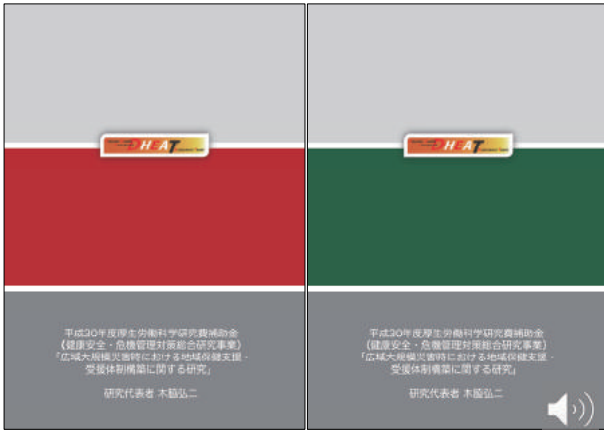 DHEAT
平成30年度厚生労働科学研究費補助金
(健康安全・危機管理対策総合研究事業)
「広域大規模災害時における地域保健支援・
受援体制構築に関する研究」
研究代表者 木脇弘二
DHEAT
平成30年度厚生労働科学研究費補助金
(健康安全・危機管理対策総合研究事業)
「広域大規模災害時における地域保健支援・
受援体制構築に関する研究」
研究代表者 木脇弘二